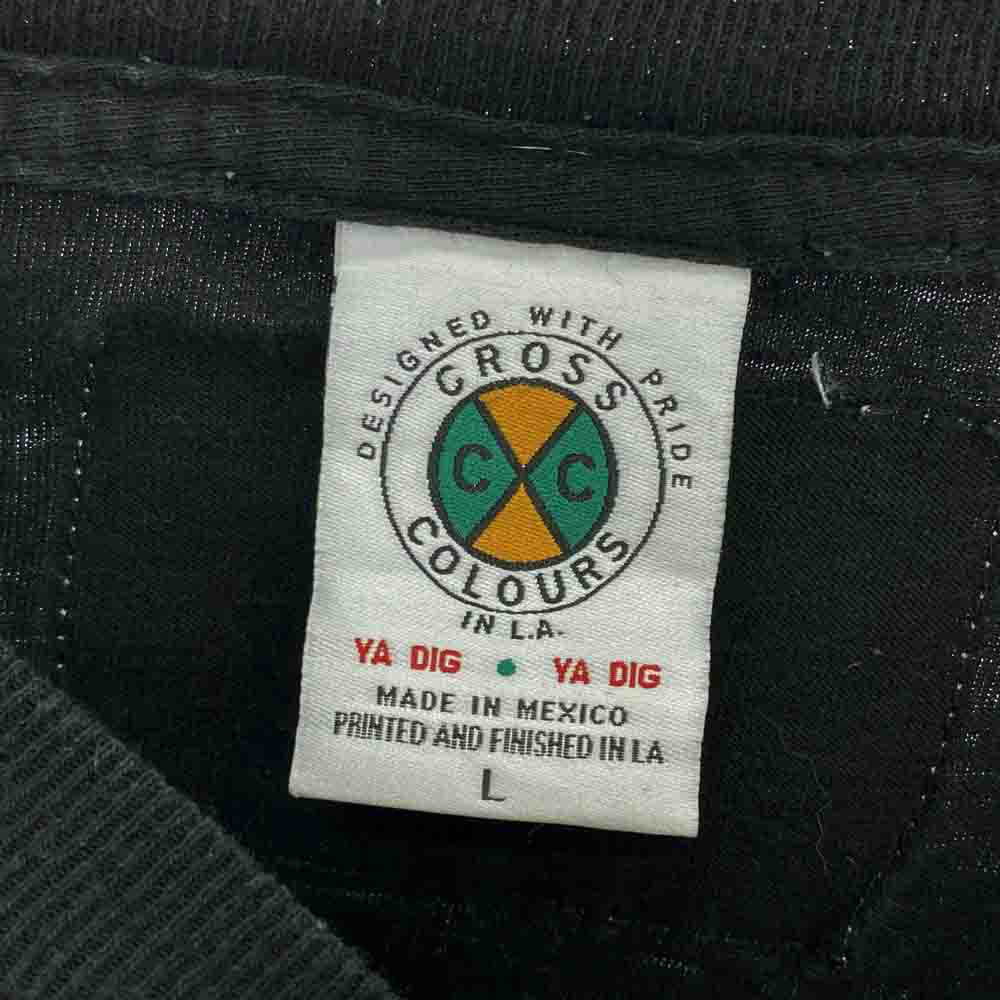 DESIGNED WITH PRIDE
CROSS
C C
COLOURS
IN L.A.
YA DIG • YA DIG
MADE IN MEXICO
PRINTED AND FINISHED IN LA
L